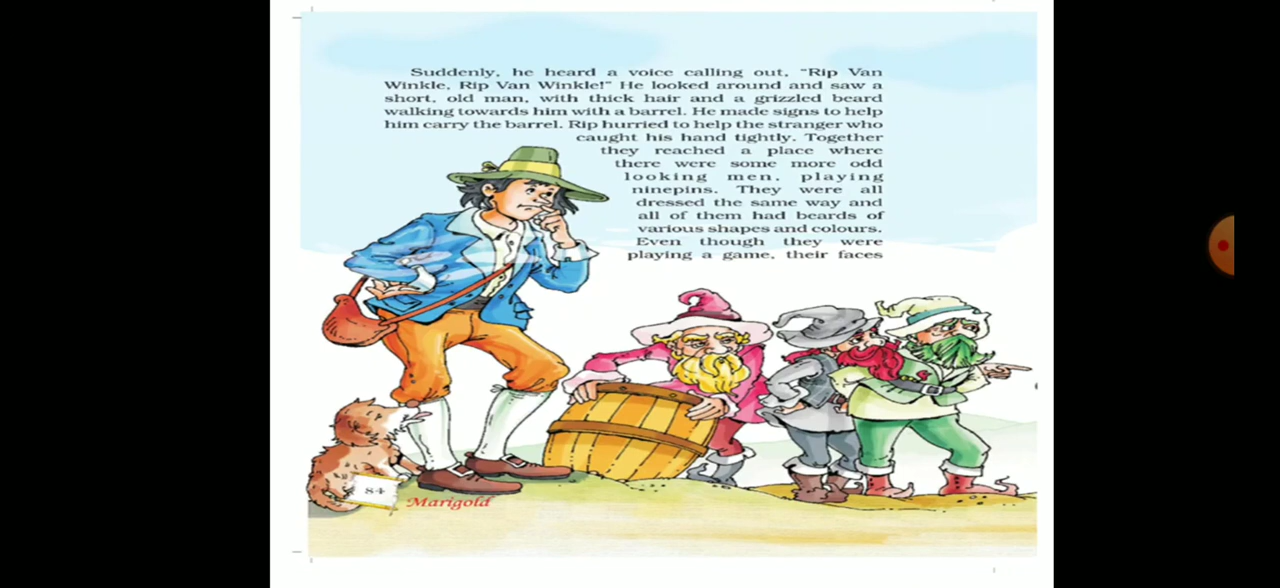 Suddenly, he heard a voice calling out, "Rip Van
Winkle, Rip Van Winkle!" He looked around and saw a
short, old man, with thick hair and a grizzled beard
walking towards him with a barrel. He made signs to help
him carry the barrel. Rip hurried to help the stranger who
caught his hand tightly. Together
they reached a place where
there were some more odd
looking men, playing
ninepins. They were all
dressed the same way and
all of them had beards of
various shapes and colours.
Even though they were
playing a game, their faces
84
Marigold